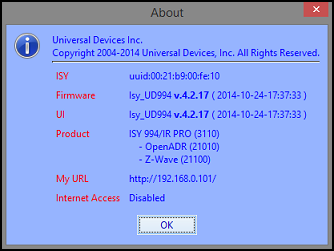 About
Universal Devices Inc.
Copyright 2004-2014 Universal Devices, Inc. All Rights Reserved.
ISY uuid:00:21:b9:00:fe:10
Firmware Isy_UD994 v.4.2.17 ( 2014-10-24-17:37:33 )
UI Isy_UD994 v.4.2.17 ( 2014-10-24-17:37:33 )
Product ISY 994/IR PRO (3110)
- OpenADR (21010)
- Z-Wave (21100)
My URL http://192.168.0.101/
Internet Access Disabled
OK